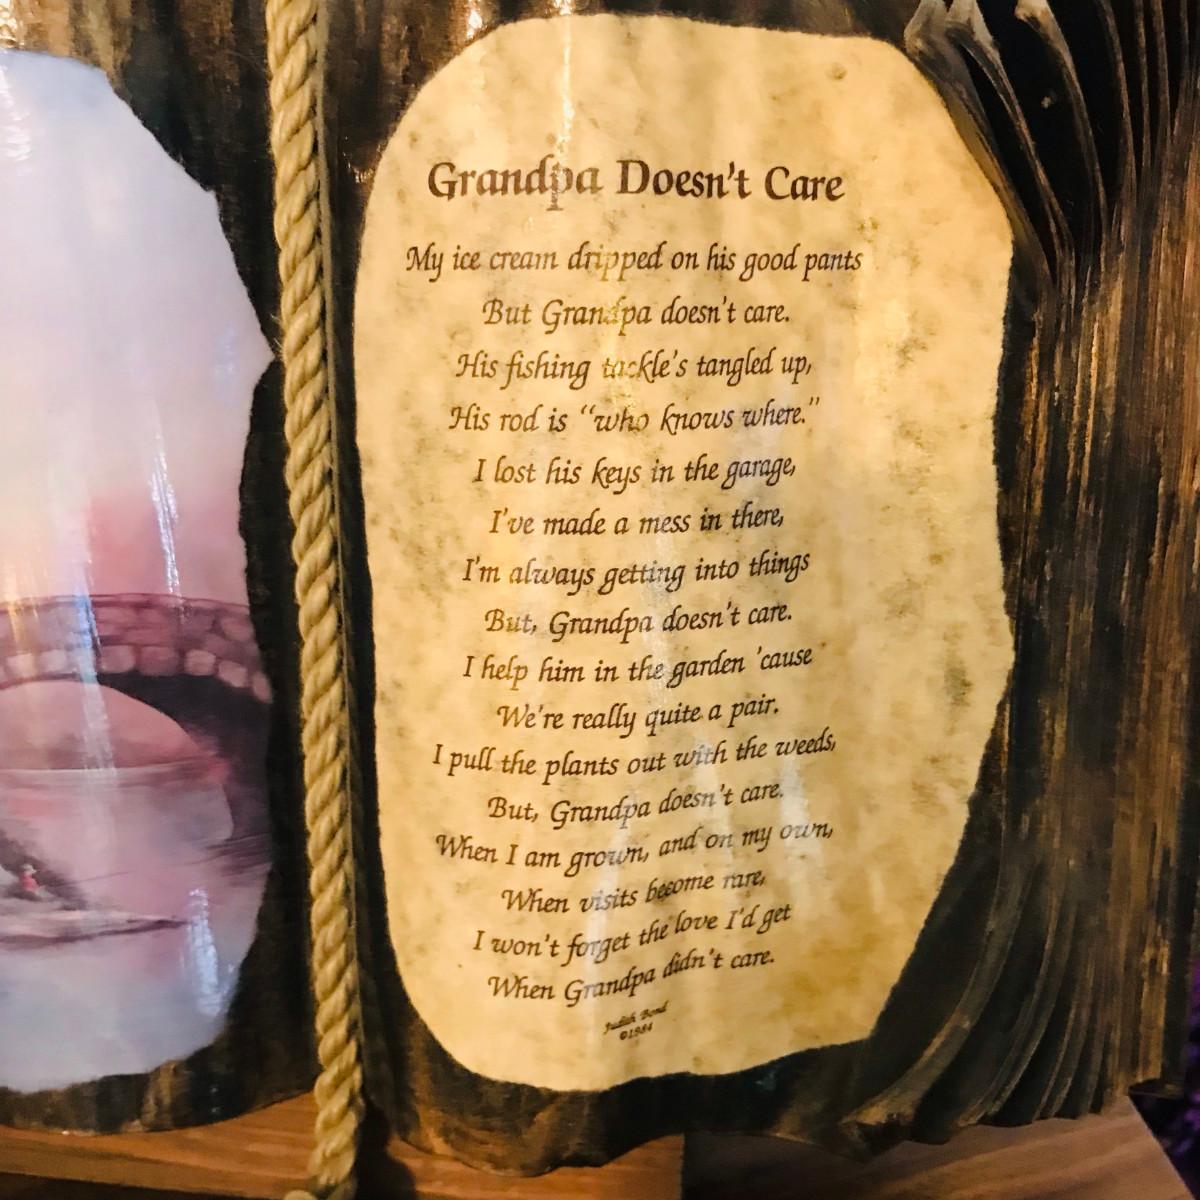 Grandpa Doesn't Care
My ice cream dripped on his good pants
But Grandpa doesn't care.
His fishing tackle's tangled up,
His rod is “who knows where.”
I lost his keys in the garage,
I've made a mess in there,
I'm always getting into things
But, Grandpa doesn't care.
I help him in the garden 'cause
We're really quite a pair.
I pull the plants out with the weeds,
But, Grandpa doesn't care.
When I am grown, and on my own,
When visits become rare,
I won't forget the love I'd get
When Grandpa didn't care.
Judith Bond
©1984